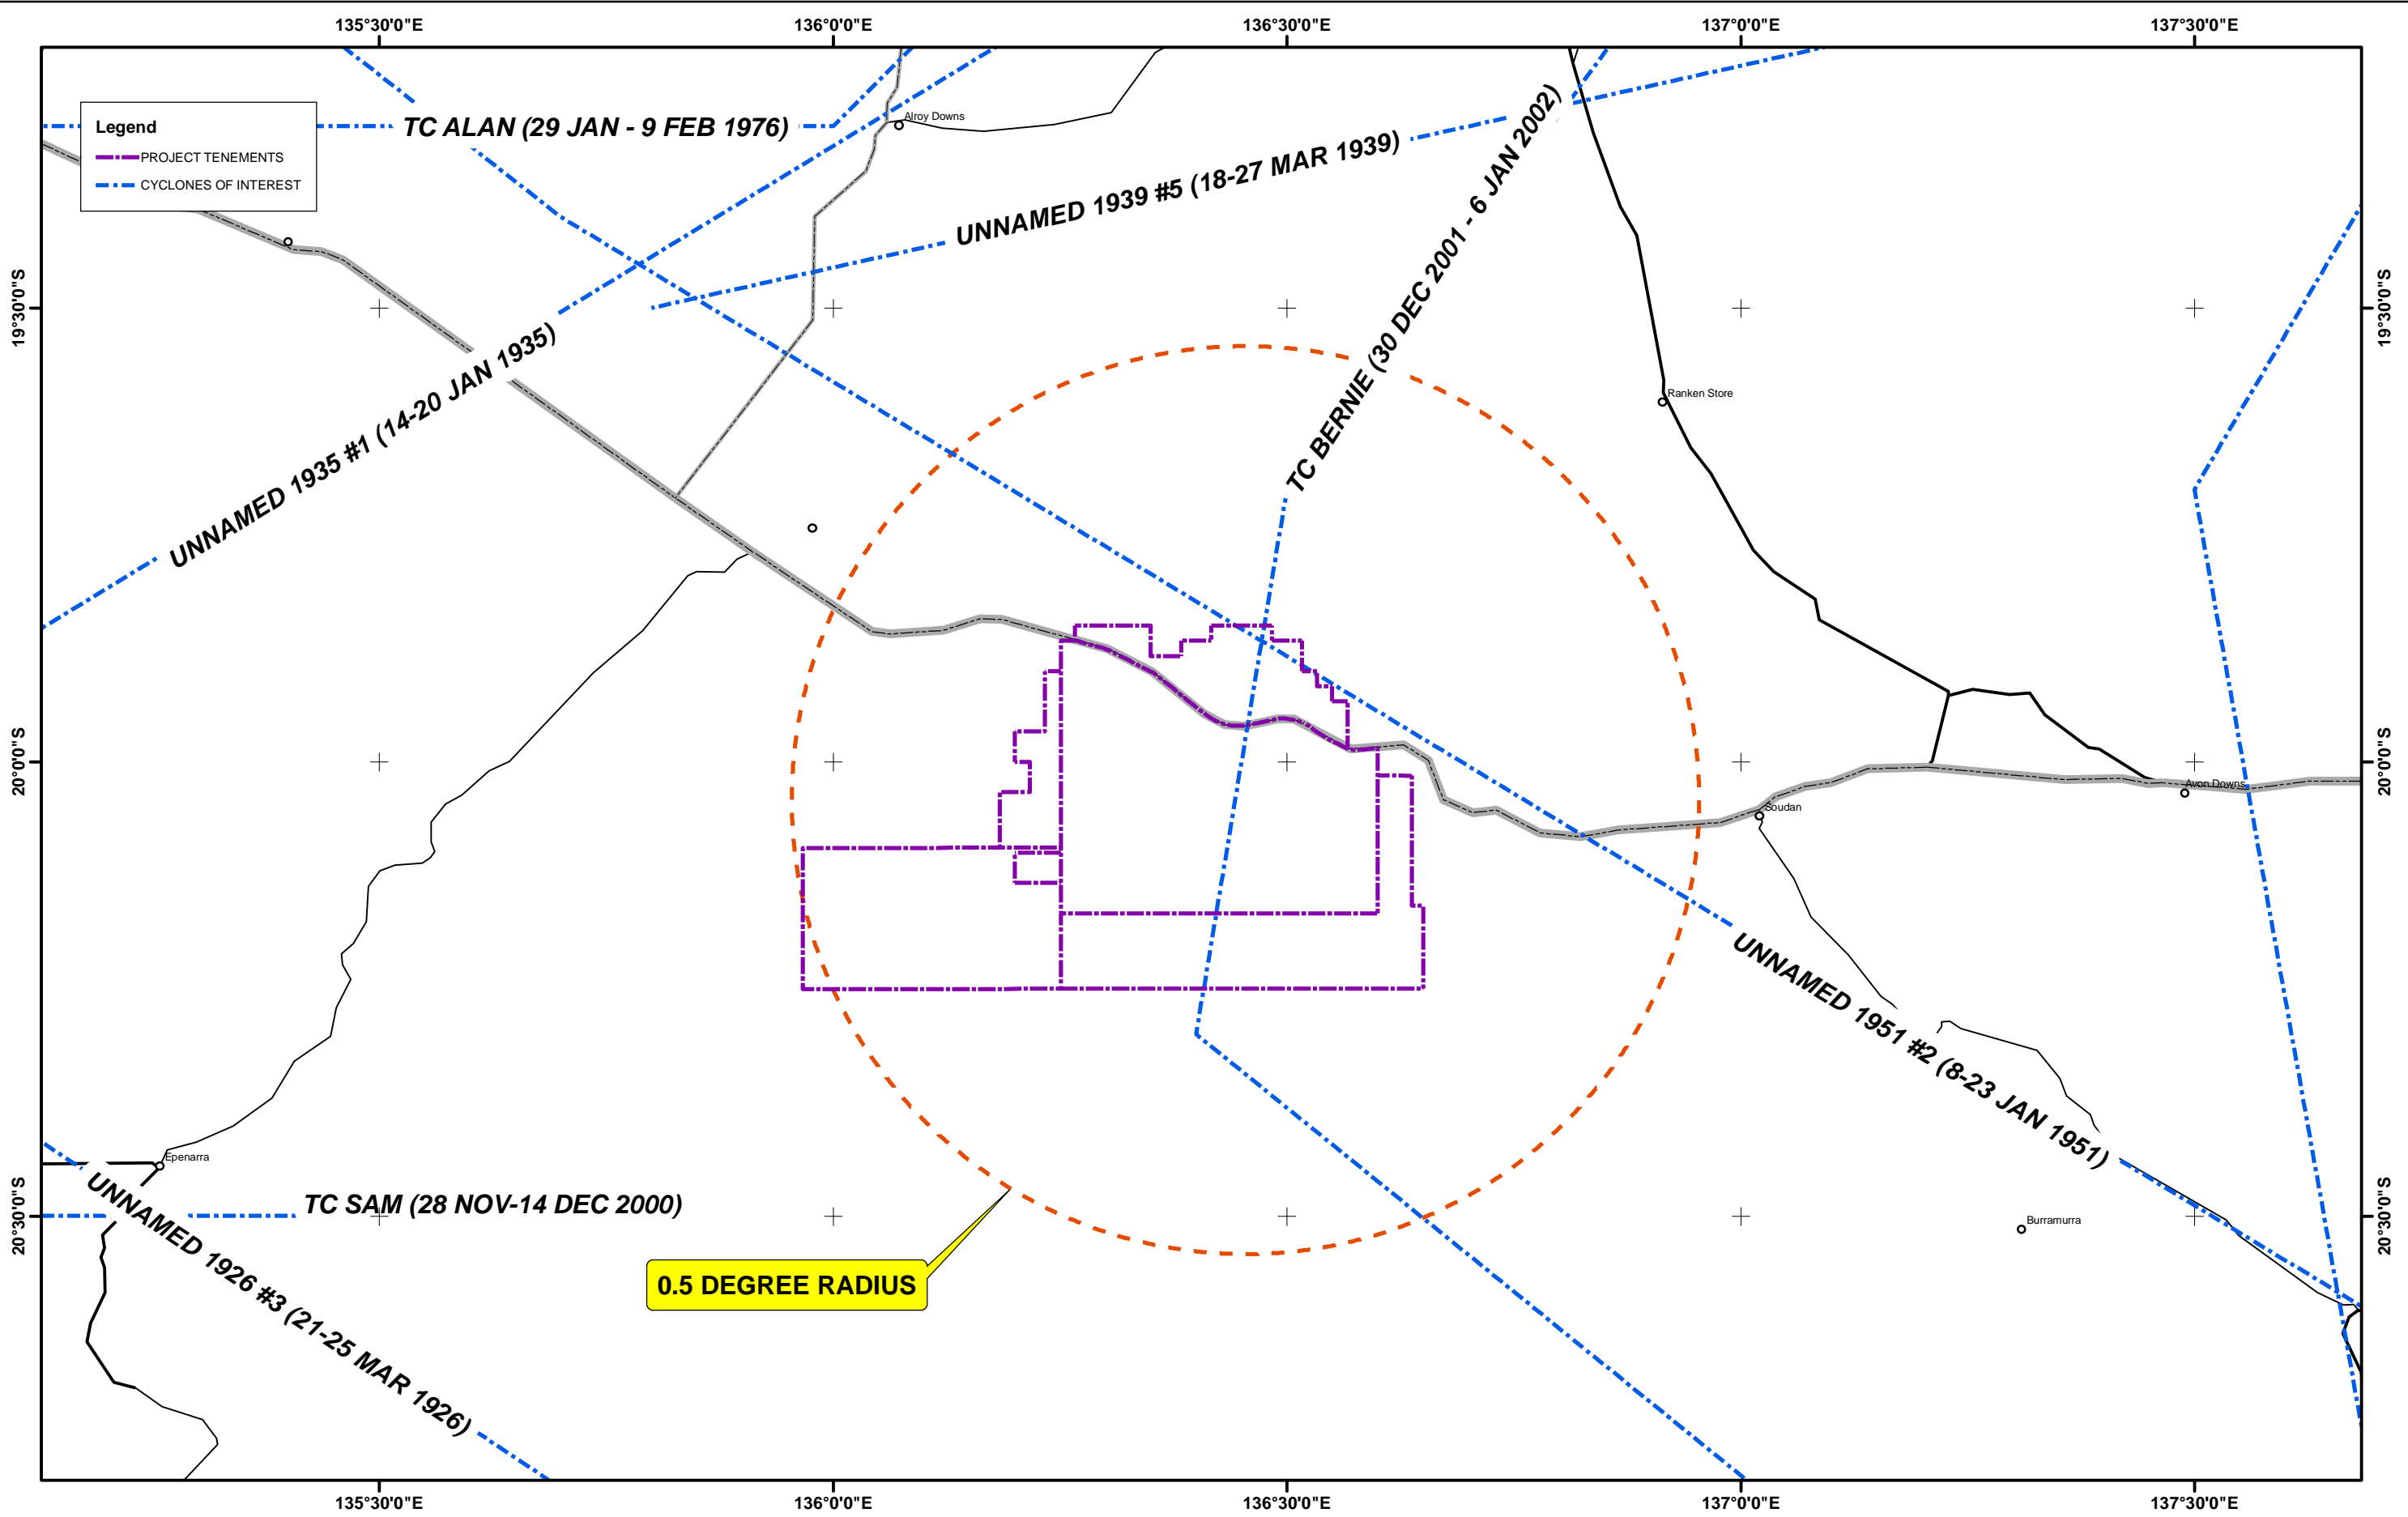 135°30'0"E
136°0'0"E
136°30'0"E
137°0'0"E
137°30'0"E
Legend
PROJECT TENEMENTS
CYCLONES OF INTEREST
TC ALAN (29 JAN - 9 FEB 1976)
Alroy Downs
UNNAMED 1939 #5 (18-27 MAR 1939)
TC BERNIE (30 DEC 2001 - 6 JAN 2002)
19°30'0"S
19°30'0"S
UNNAMED 1935 #1 (14-20 JAN 1935)
Ranken Store
20°0'0"S
20°0'0"S
Avon Downs
Soudan
UNNAMED 1951 #2 (8-23 JAN 1951)
Epenarra
TC SAM (28 NOV-14 DEC 2000)
20°30'0"S
20°30'0"S
Burramurra
UNNAMED 1926 #3 (21-25 MAR 1926)
0.5 DEGREE RADIUS
135°30'0"E
136°0'0"E
136°30'0"E
137°0'0"E
137°30'0"E